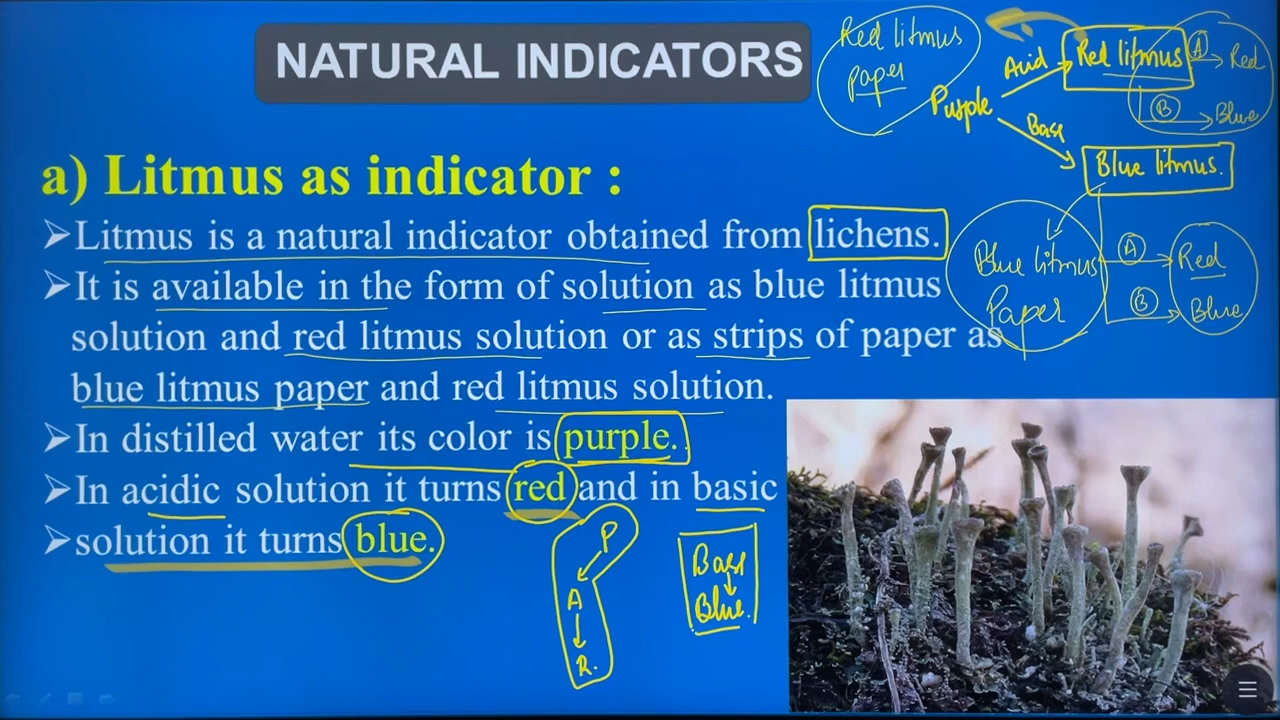 NATURAL INDICATORS
Red litmus
Paper
Purple
Acid
Red litmus
A
Red
B
Blue
Base
Blue litmus.
Blue litmus
Paper
A
Red
B
Blue
a) Litmus as indicator :
➢Litmus is a natural indicator obtained from lichens.
➢It is available in the form of solution as blue litmus
solution and red litmus solution or as strips of paper as
blue litmus paper and red litmus solution.
➢In distilled water its color is purple.
➢In acidic solution it turns red and in basic
➢solution it turns blue.
P
A
R.
Base
Blue.